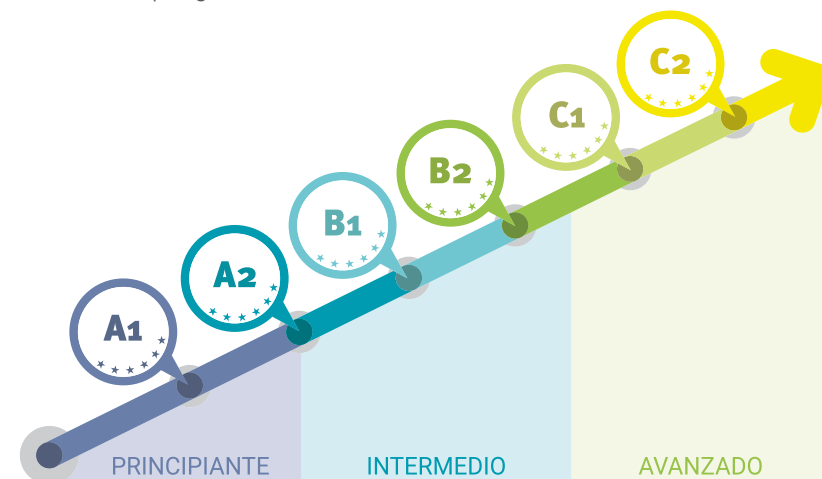 C2
C1
B2
B1
A2
A1
PRINCIPIANTE
INTERMEDIO
AVANZADO